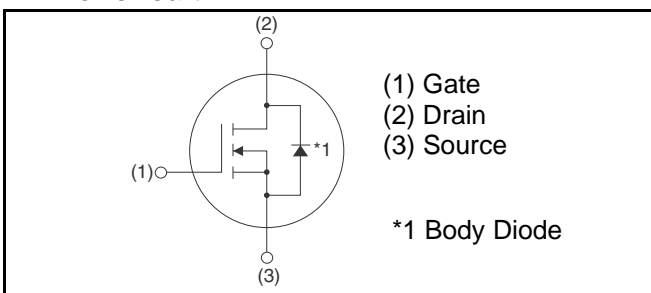 (2)
(1) Gate
(2) Drain
(3) Source
*1
(1)
*1 Body Diode
(3)